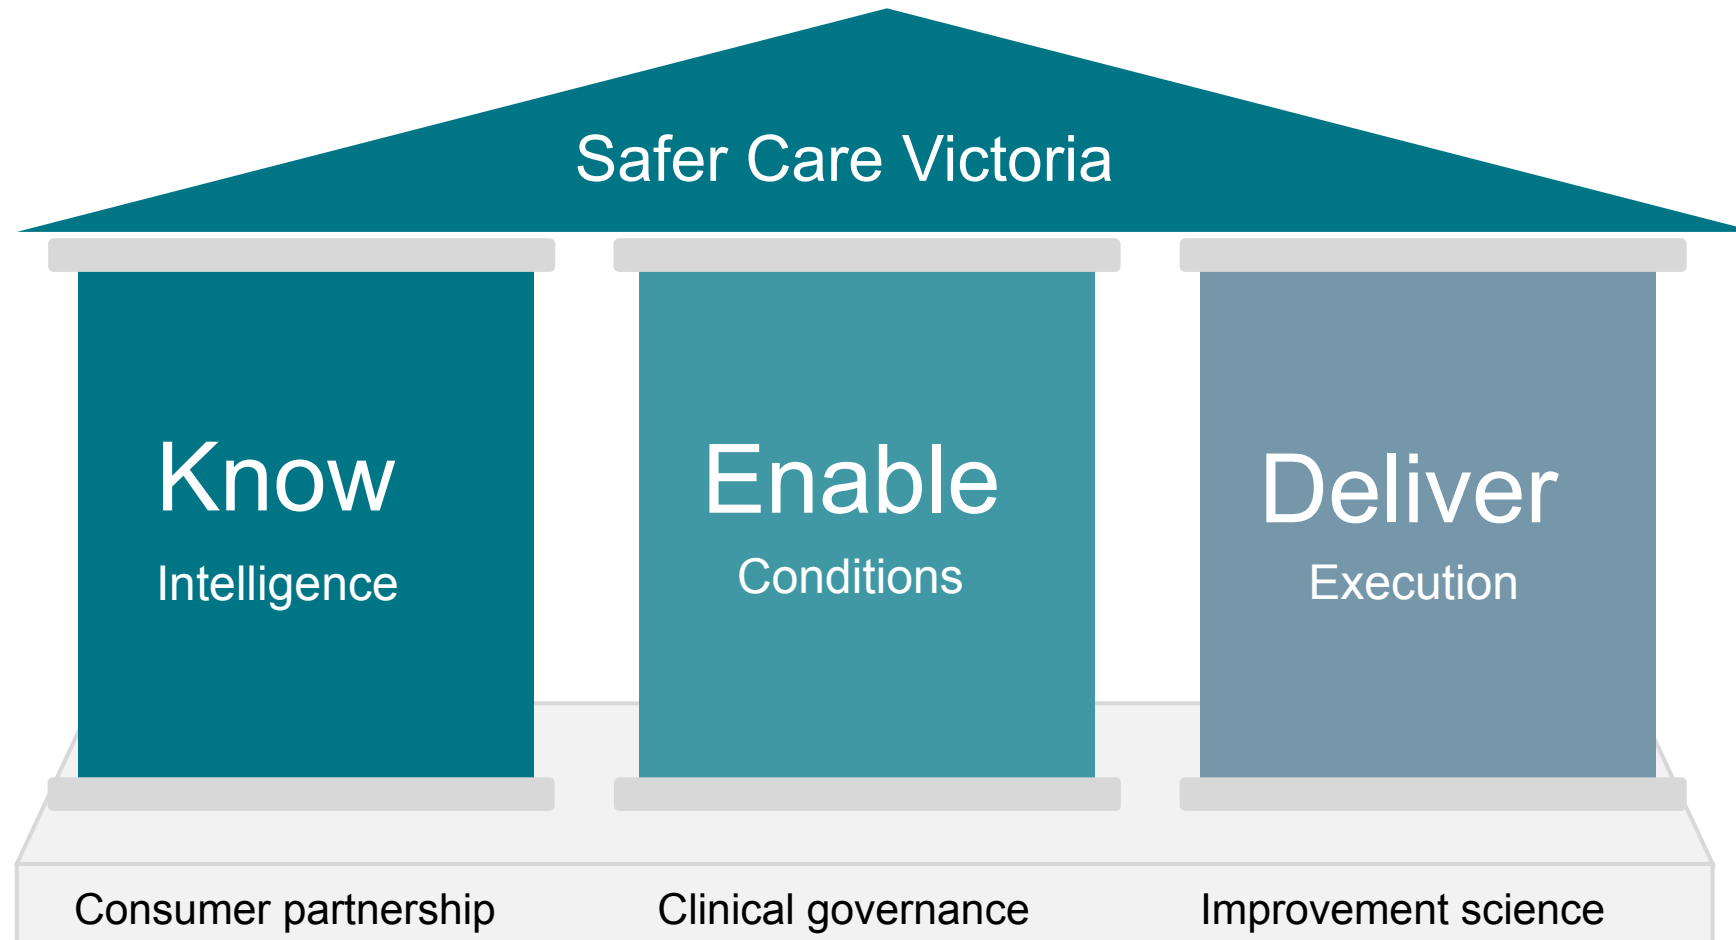 Safer Care Victoria
Know
Intelligence
Enable
Conditions
Deliver
Execution
Consumer partnership
Clinical governance
Improvement science